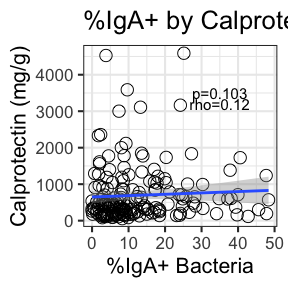 %IgA+ by Calprote
Calprotectin (mg/g)
4000
3000
2000
1000
0
p=0.103
rho=0.12
0 10 20 30 40 50
%IgA+ Bacteria